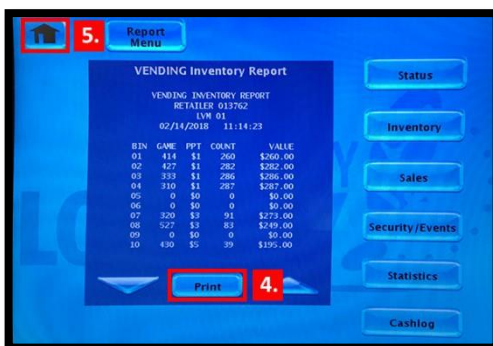 5.
Report
Menu
VENDING Inventory Report
VENDING INVENTORY REPORT
RETAILER 013762
LVM 01
02/14/2018 11:14:23
BIN GAME PPT COUNT VALUE
01 414 $1 260 $260.00
02 427 $1 282 $282.00
03 333 $1 286 $286.00
04 310 $1 287 $287.00
05 0 $0 0 $0.00
06 0 $0 0 $0.00
07 320 $3 91 $273.00
08 527 $3 83 $249.00
09 0 $0 0 $0.00
10 430 $5 39 $195.00
Print
4.
Status
Inventory
Sales
Security/Events
Statistics
Cashlog